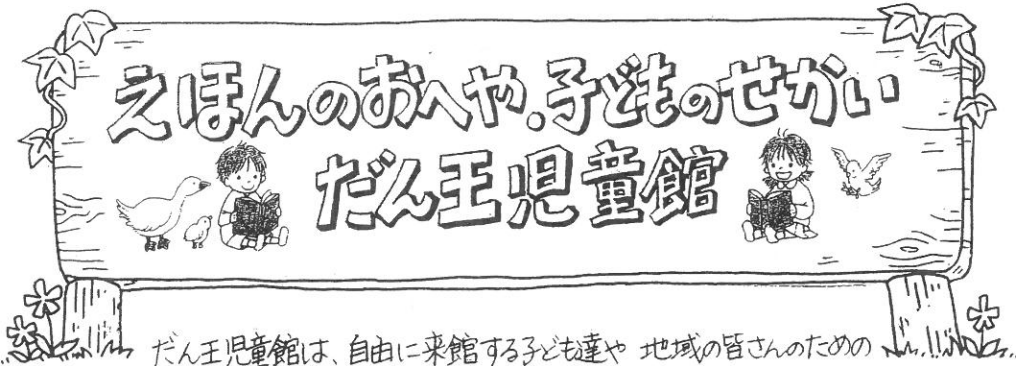 えほんのおへや.子どものせかい
だん王児童館
だん王児童館は、自由に来館する子ども達や 地域の皆さんのための